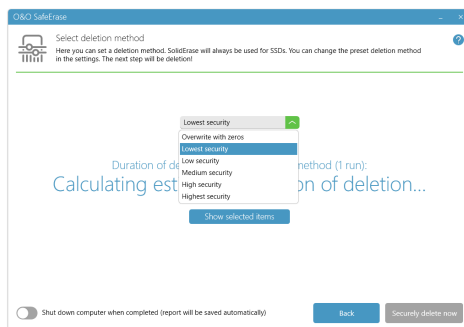 O&O SafeErase
Select deletion method
Here you can set a deletion method. SolidErase will always be used for SSDs. You can change the preset deletion method
in the settings. The next step will be deletion!
Lowest security
Overwrite with zeros
Lowest security
Low security
Medium security
High security
Highest security
Duration of de ethod (1 run):
Calculating est on of deletion...
Show selected items
Shut down computer when completed (report will be saved automatically)
Back
Securely delete now